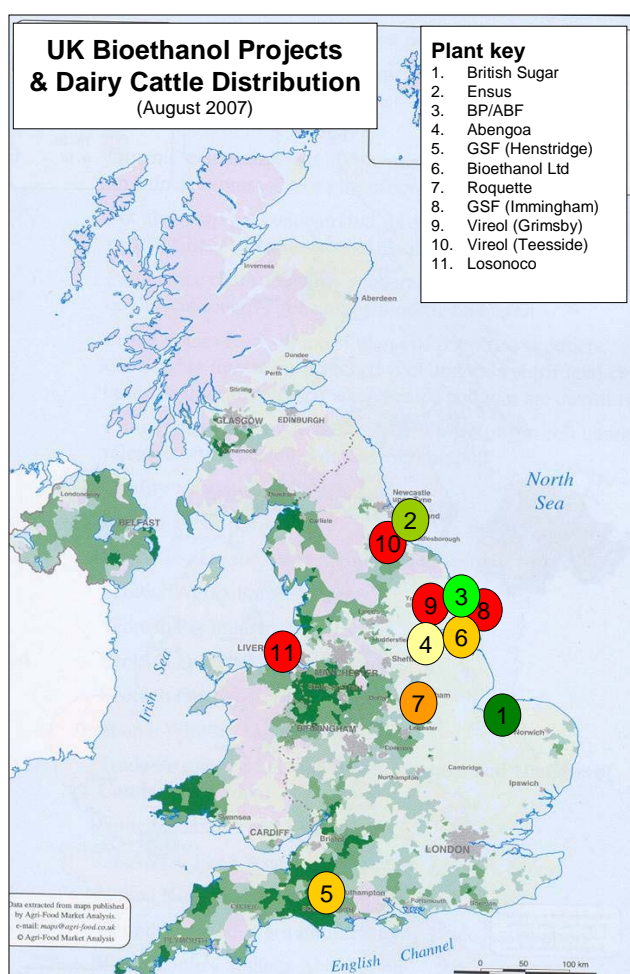 UK Bioethanol Projects
& Dairy Cattle Distribution
(August 2007)
Plant key
1. British Sugar
2. Ensus
3. BP/ABF
4. Abengoa
5. GSF (Henstridge)
6. Bioethanol Ltd
7. Roquette
8. GSF (Immingham)
9. Vireol (Grimsby)
10. Vireol (Teesside)
11. Losonoco
Inverness
Aberdeen
Dundee
Perth
Stirling
GLASGOW
EDINBURGH
North
Sea
Newcastle
BELFAST
Carlisle
2
10
3
9
8
4
6
11
LIVER
MANCHESTER
7
1
Norwich
Leicester
Irish Sea
BIRMINGHAM
Coventry
Northampton
Cambridge
Ipswich
Swansea
CARDIFF
Bristol
LONDON
5
Portsmouth
PLYMOUTH
English Channel
Data extracted from maps published
by Agri-Food Market Analysis.
e-mail: maps@agri-food.co.uk
© Agri-Food Market Analysis
0 50 100 km